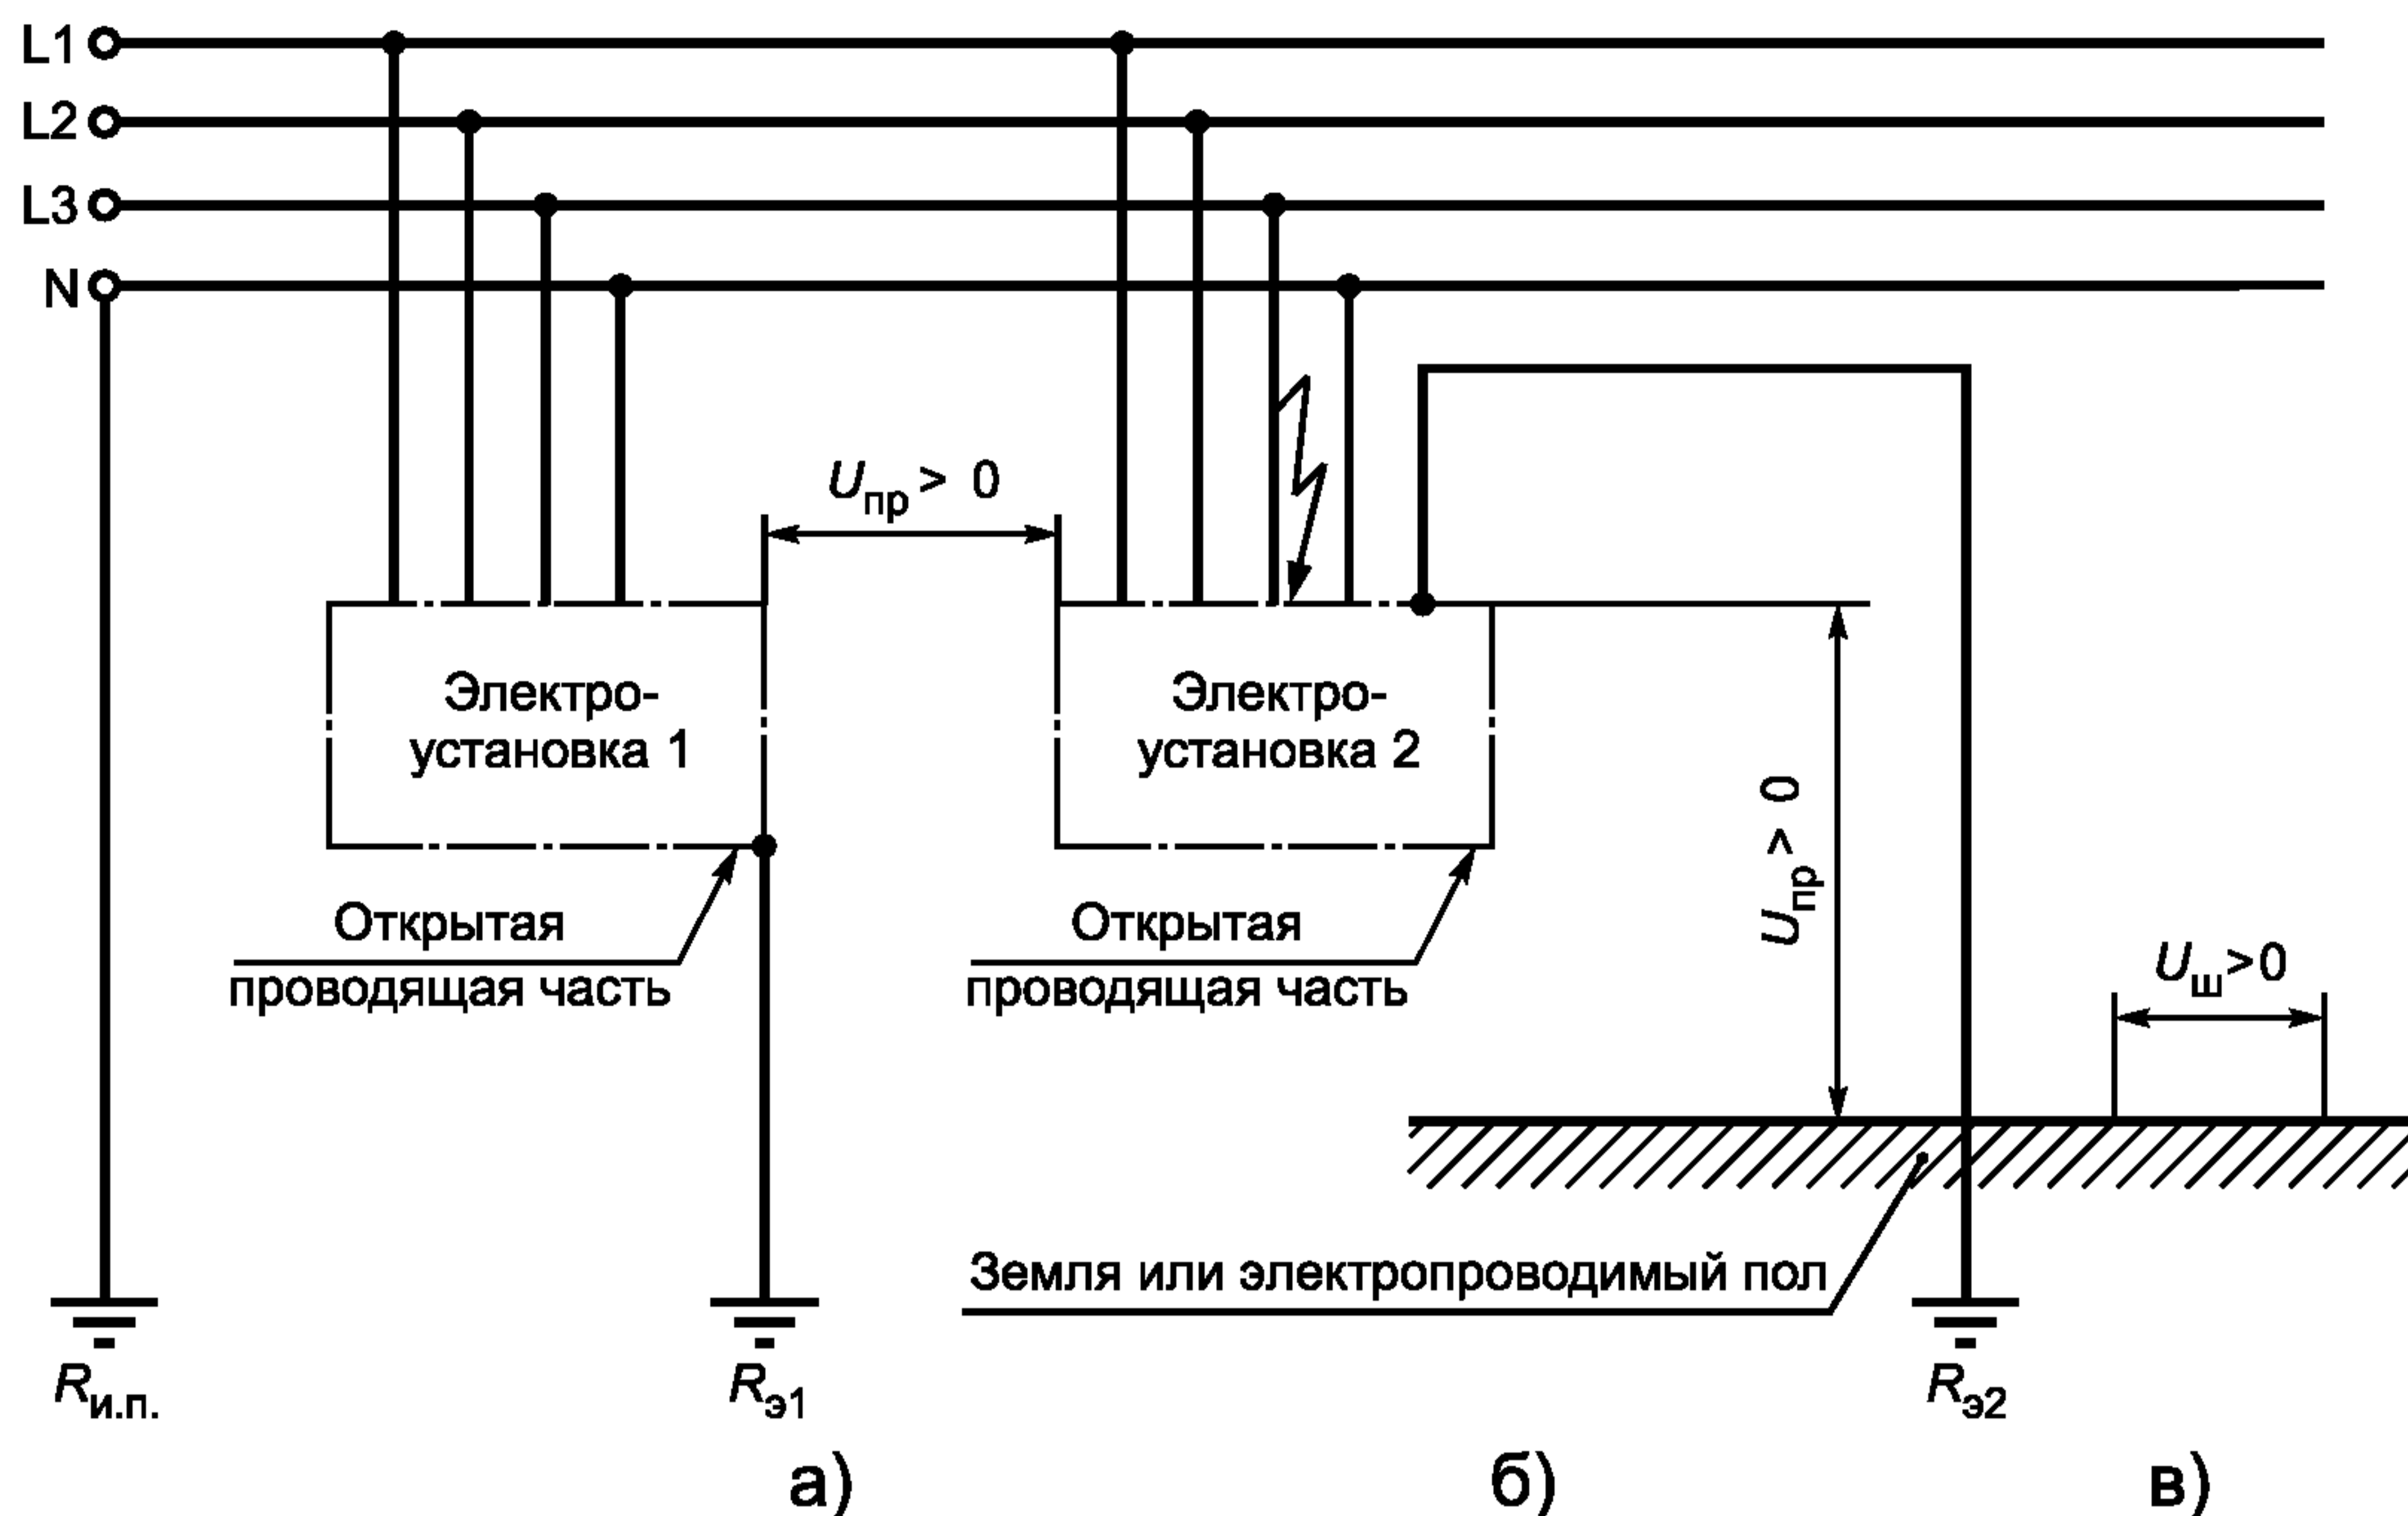 L1
L2
L3
N
Uпр > 0
Электро-
установка 1
Электро-
установка 2
Uпр > 0
Открытая
проводящая часть
Открытая
проводящая часть
Uш>0
Земля или электропроводимый пол
Rи.п.
Rэ1
Rэ2
а)
б)
в)